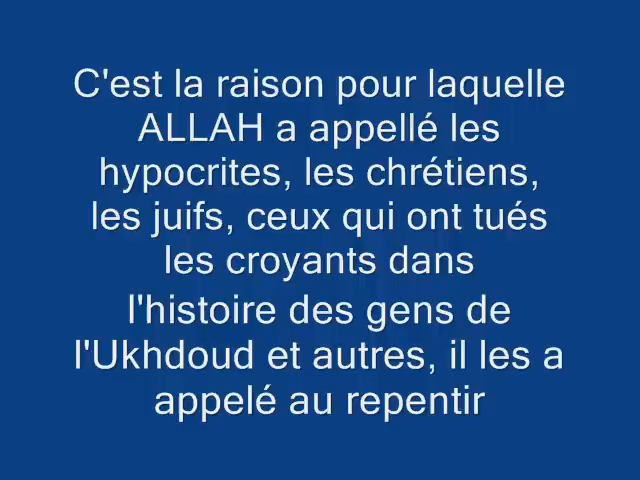 C'est la raison pour laquelle
ALLAH a appellé les
hypocrites, les chrétiens,
les juifs, ceux qui ont tués
les croyants dans
l'histoire des gens de
l'Ukhdoud et autres, il les a
appelé au repentir